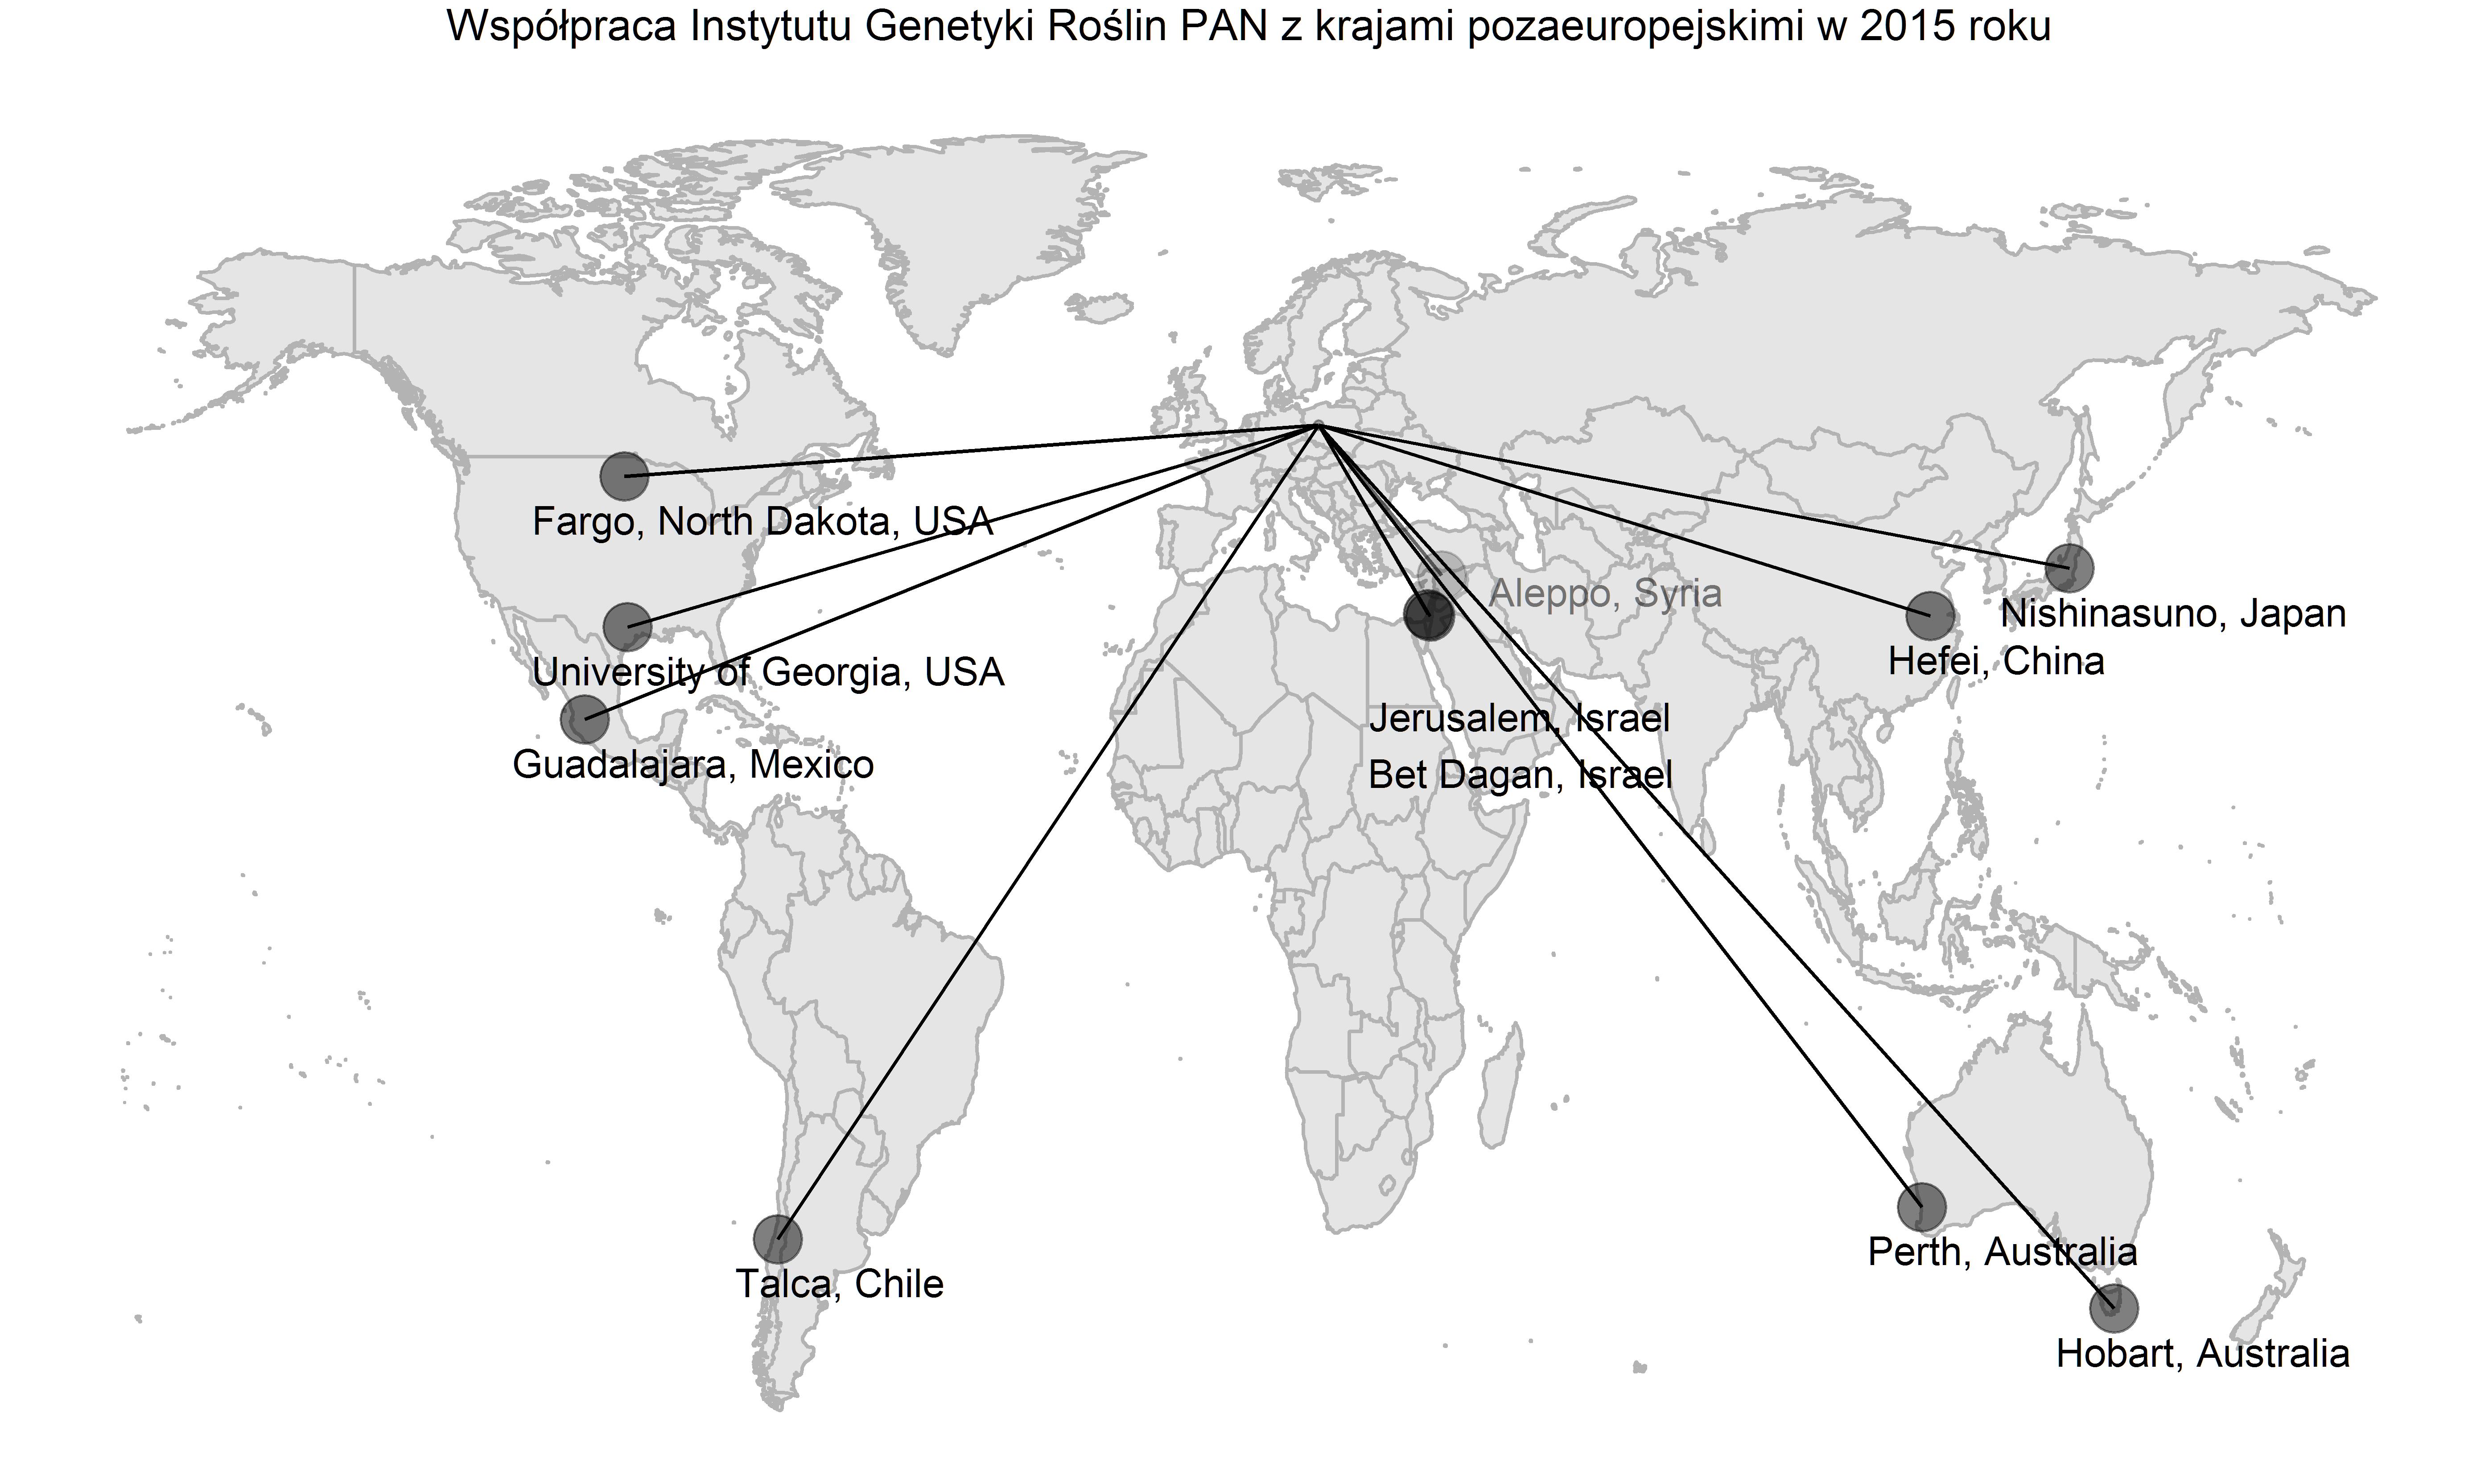 Współpraca Instytutu Genetyki Roślin PAN z krajami pozaeuropejskimi w 2015 roku
Fargo, North Dakota, USA
Aleppo, Syria
Nishinasuno, Japan
Hefei, China
University of Georgia, USA
Jerusalem, Israel
Guadalajara, Mexico
Bet Dagan, Israel
Perth, Australia
Talca, Chile
Hobart, Australia